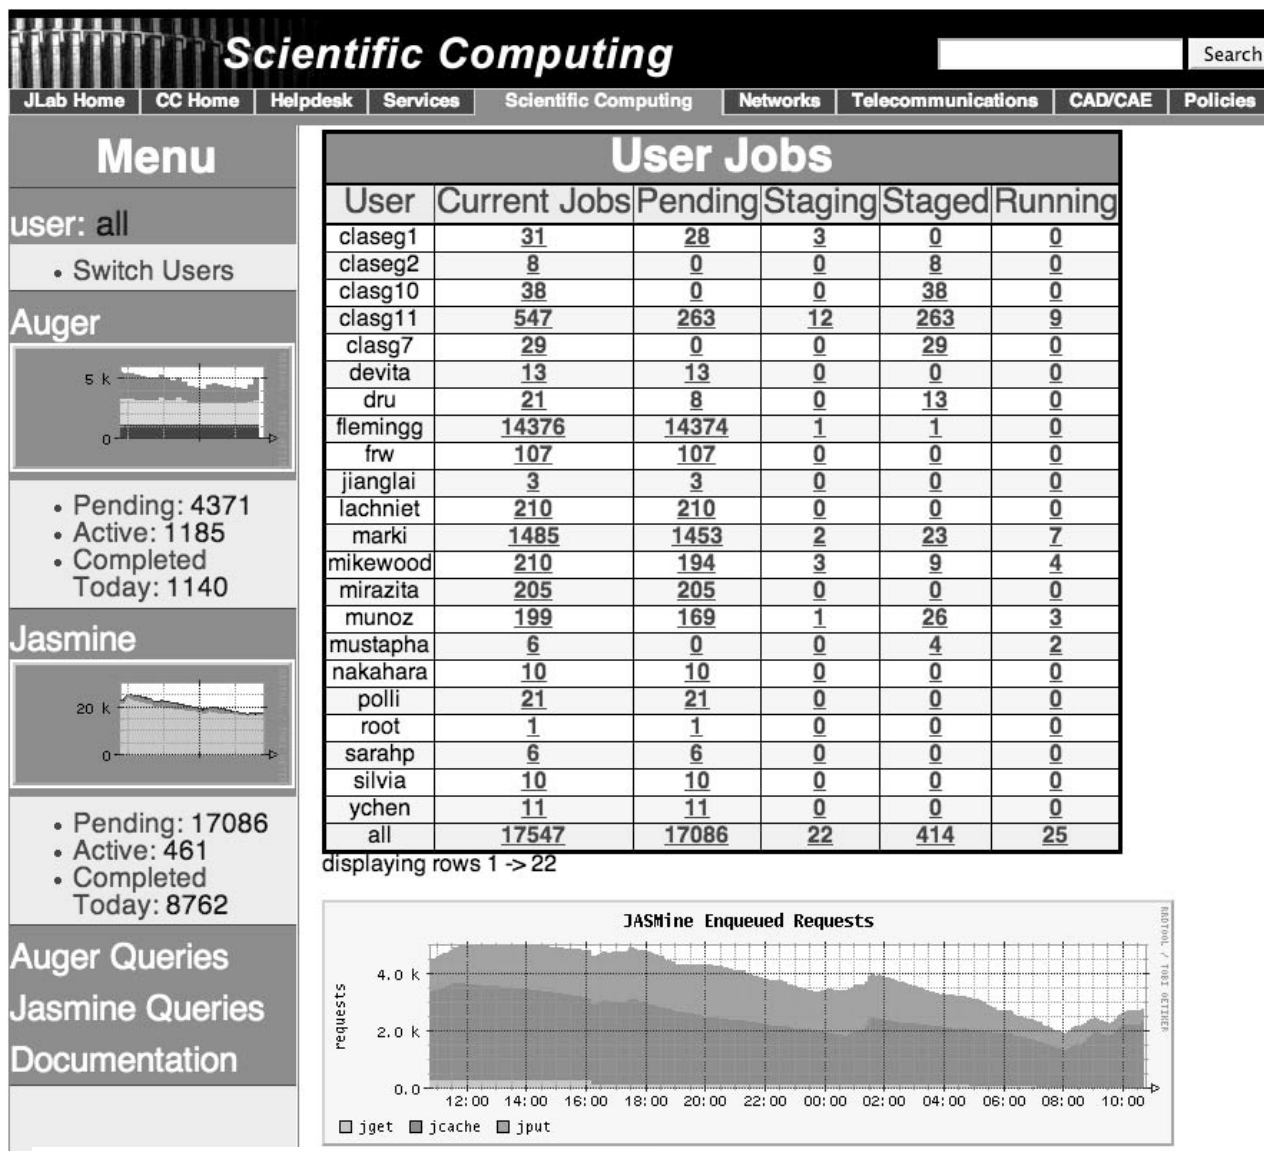 Scientific Computing
Search
JLab Home CC Home Helpdesk Services Scientific Computing Networks Telecommunications CAD/CAE Policies
Menu
user: all
• Switch Users
Auger
5 k
0
• Pending: 4371
• Active: 1185
• Completed
Today: 1140
Jasmine
20 k
0
• Pending: 17086
• Active: 461
• Completed
Today: 8762
Auger Queries
Jasmine Queries
Documentation
User Jobs
User Current Jobs Pending Staging Staged Running
claseg1 31 28 3 0 0
claseg2 8 0 0 8 0
clasg10 38 0 0 38 0
clasg11 547 263 12 263 9
clasg7 29 0 0 29 0
devita 13 13 0 0 0
dru 21 8 0 13 0
flemingg 14376 14374 1 1 0
frw 107 107 0 0 0
jianglai 3 3 0 0 0
lachniet 210 210 0 0 0
marki 1485 1453 2 23 7
mikewood 210 194 3 9 4
mirazita 205 205 0 0 0
munoz 199 169 1 26 3
mustapha 6 0 0 4 2
nakahara 10 10 0 0 0
polli 21 21 0 0 0
root 1 1 0 0 0
sarahp 6 6 0 0 0
silvia 10 10 0 0 0
ychen 11 11 0 0 0
all 17547 17086 22 414 25
displaying rows 1 -> 22
JASMine Enqueued Requests
RRDTOOL / TOBI OETIKER
requests
4.0 k
2.0 k
0.0
12:00 14:00 16:00 18:00 20:00 22:00 00:00 02:00 04:00 06:00 08:00 10:00
jget jcache jput